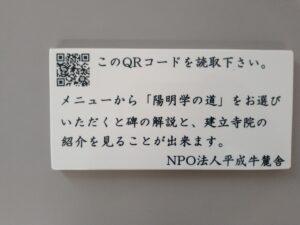 このQRコードを読取下さい。
メニューから「陽明学の道」をお選び
いただくと碑の解説と、建立寺院の
紹介を見ることが出来ます。
NPO法人平成牛麓舎